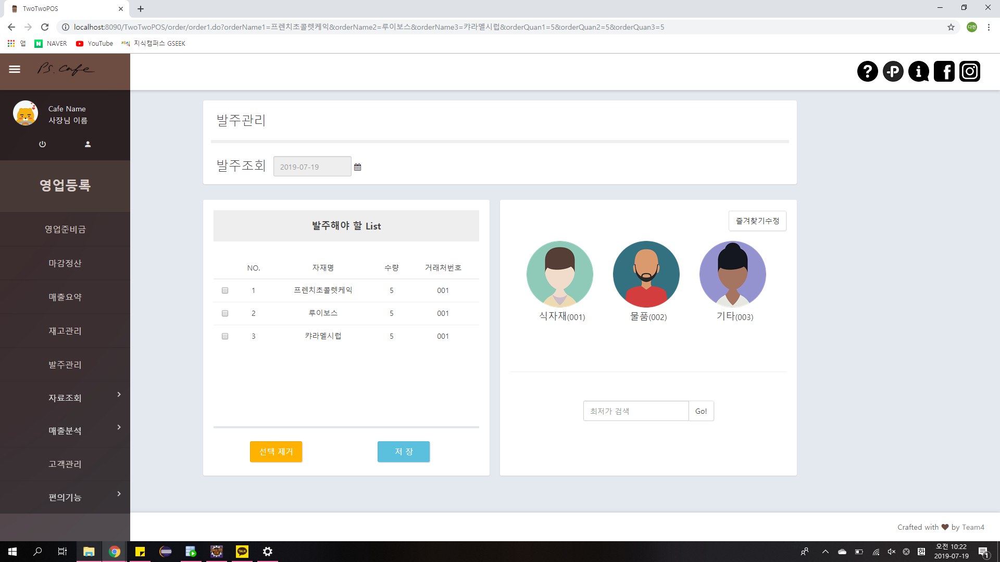 TwoTwoPOS
localhost:8090/TwoTwoPOS/order/order1.do?orderName1=프렌치초콜렛케익&orderName2=루이보스&orderName3=캬라멜시럽&orderQuan1=5&orderQuan2=5&orderQuan3=5
다현
앱 NAVER YouTube 지식캠퍼스 GSEEK
P.S. Cafe
Cafe Name
사장님 이름
영업등록
영업준비금
마감정산
매출요약
재고관리
발주관리
자료조회
매출분석
고객관리
편의기능
발주관리
발주조회 2019-07-19
발주해야 할 List
NO. 자재명 수량 거래처번호
1 프렌치초콜렛케익 5 001
2 루이보스 5 001
3 캬라멜시럽 5 001
선택 제거 저 장
즐겨찾기수정
식자재(001) 물품(002) 기타(003)
최저가 검색 Go!
Crafted with by Team4
TALK
한
오전 10:22
2019-07-19
1